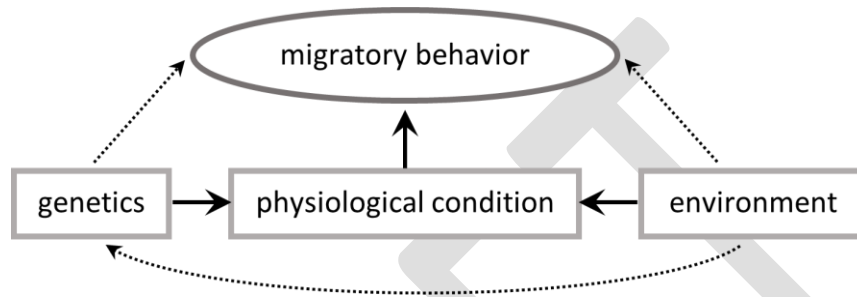 migratory behavior
genetics
physiological condition
environment